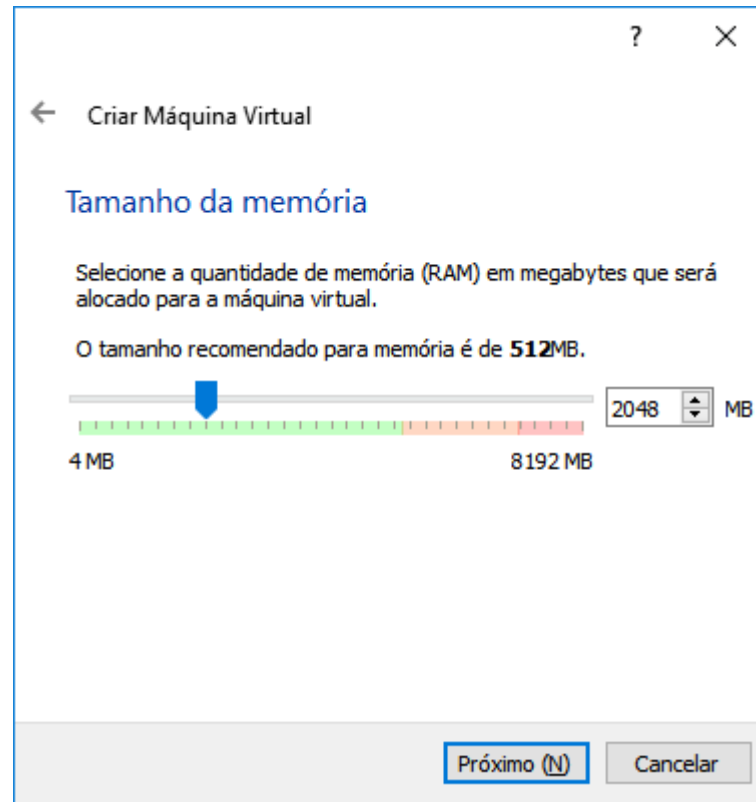 ?
Criar Máquina Virtual
Tamanho da memória
Selecione a quantidade de memória (RAM) em megabytes que será
alocado para a máquina virtual.
O tamanho recomendado para memória é de 512MB.
2048 MB
4 MB 8192 MB
Próximo (N) Cancelar